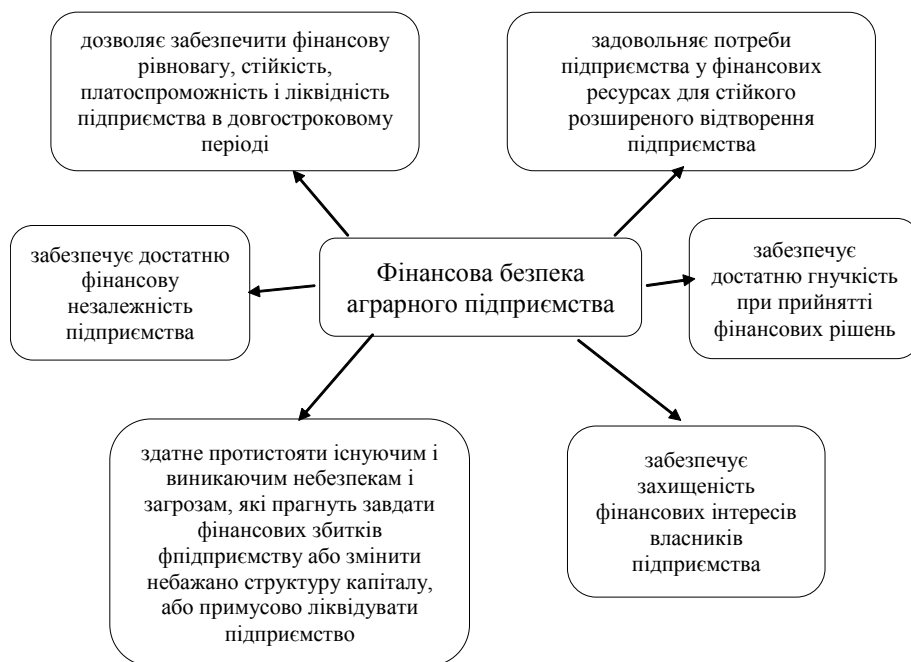 дозволяє забезпечити фінансову
рівновагу, стійкість,
платоспроможність і ліквідність
підприємства в довгостроковому
періоді
задовольняє потреби
підприємства у фінансових
ресурсах для стійкого
розширеного відтворення
підприємства
забезпечує достатню
фінансову
незалежність
підприємства
Фінансова безпека
аграрного підприємства
забезпечує
достатню гнучкість
при прийнятті
фінансових рішень
здатне протистояти існуючим і
виникаючим небезпекам і
загрозам, які прагнуть завдати
фінансових збитків
фпідприємству або змінити
небажано структуру капіталу,
або примусово ліквідувати
підприємство
забезпечує
захищеність
фінансових інтересів
власників
підприємства